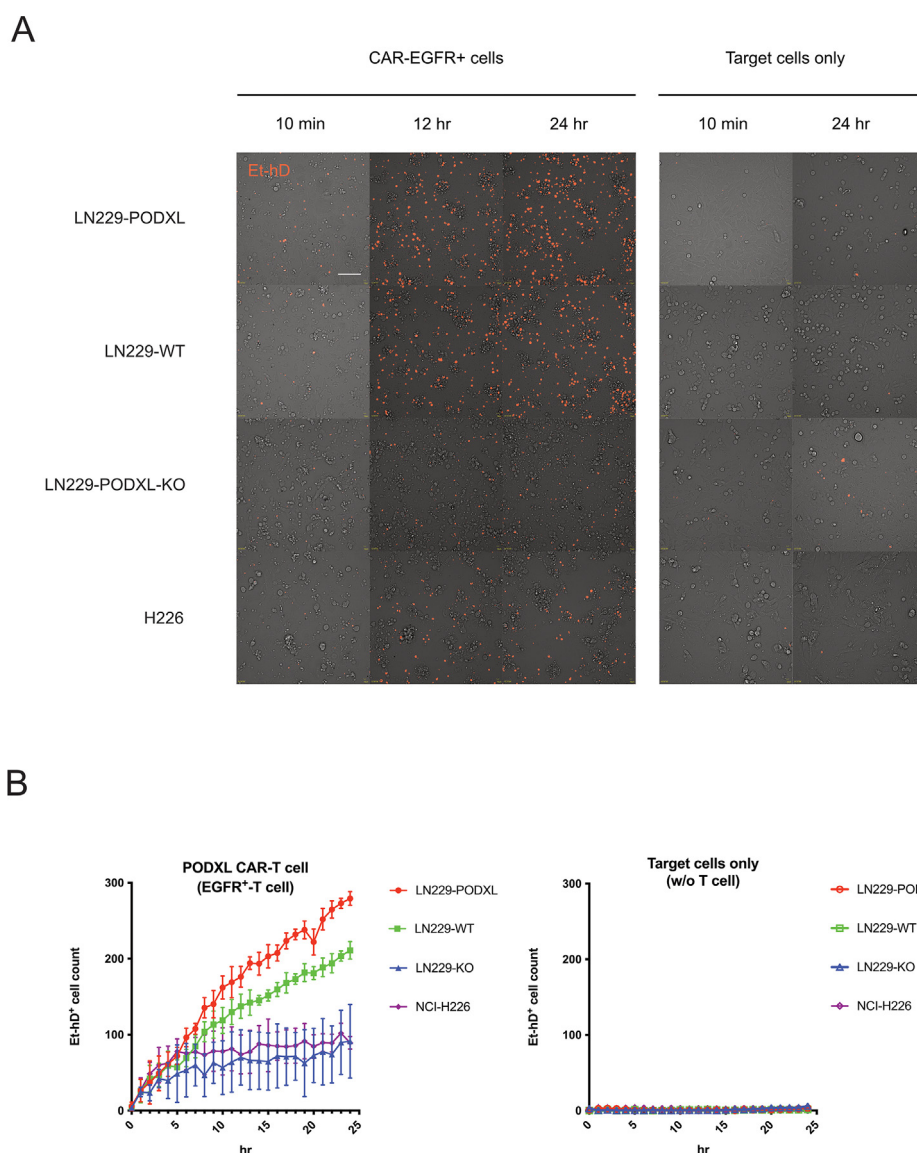 A
CAR-EGFR+ cells
Target cells only
10 min
12 hr
24 hr
10 min
24 hr
Et-hD
LN229-PODXL
LN229-WT
LN229-PODXL-KO
H226
B
PODXL CAR-T cell
(EGFR⁺-T cell)
Et-hD⁺ cell count
300
200
100
0
0
5
10
15
20
25
hr
LN229-PODXL
LN229-WT
LN229-KO
NCI-H226
Target cells only
(w/o T cell)
Et-hD⁺ cell count
300
200
100
0
0
5
10
15
20
25
hr
LN229-POI
LN229-WT
LN229-KO
NCI-H226